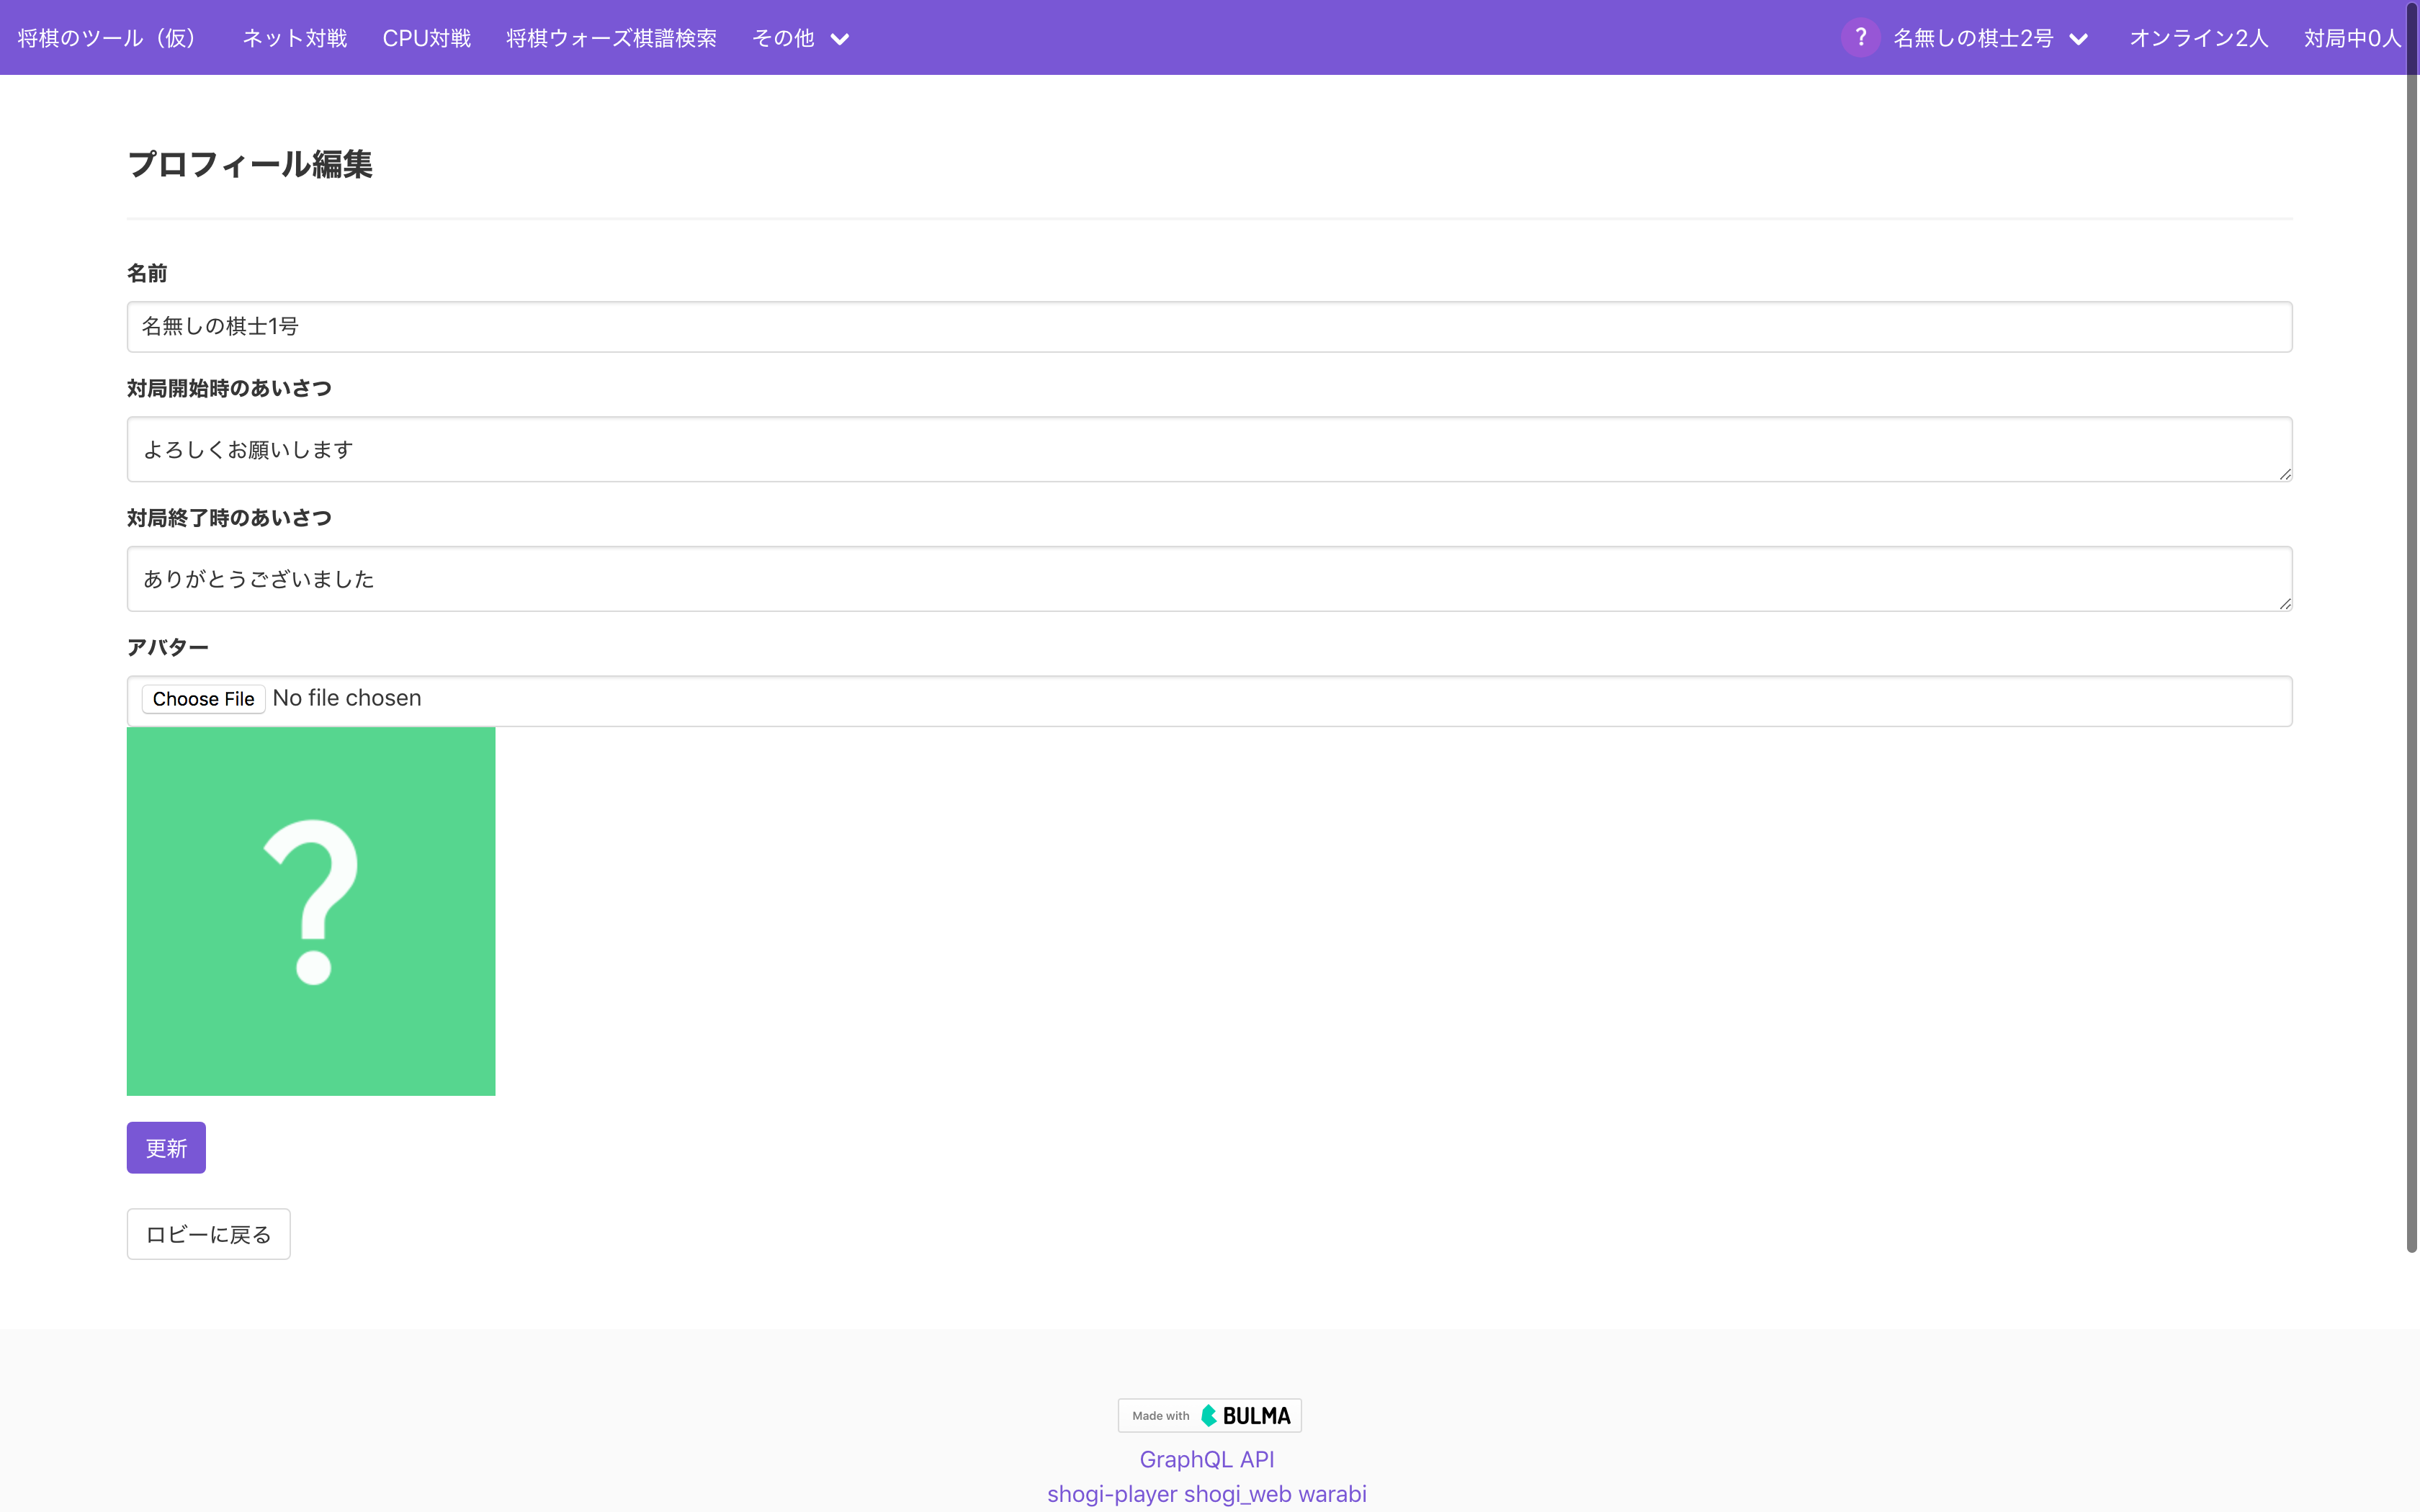 将棋のツール（仮） ネット対戦 CPU対戦 将棋ウォーズ棋譜検索 その他 ? 名無しの棋士2号 オンライン2人 対局中0人
プロフィール編集
名前
名無しの棋士1号
対局開始時のあいさつ
よろしくお願いします
対局終了時のあいさつ
ありがとうございました
アバター
Choose File No file chosen
?
更新
ロビーに戻る
Made with BULMA
GraphQL API
shogi-player shogi_web warabi